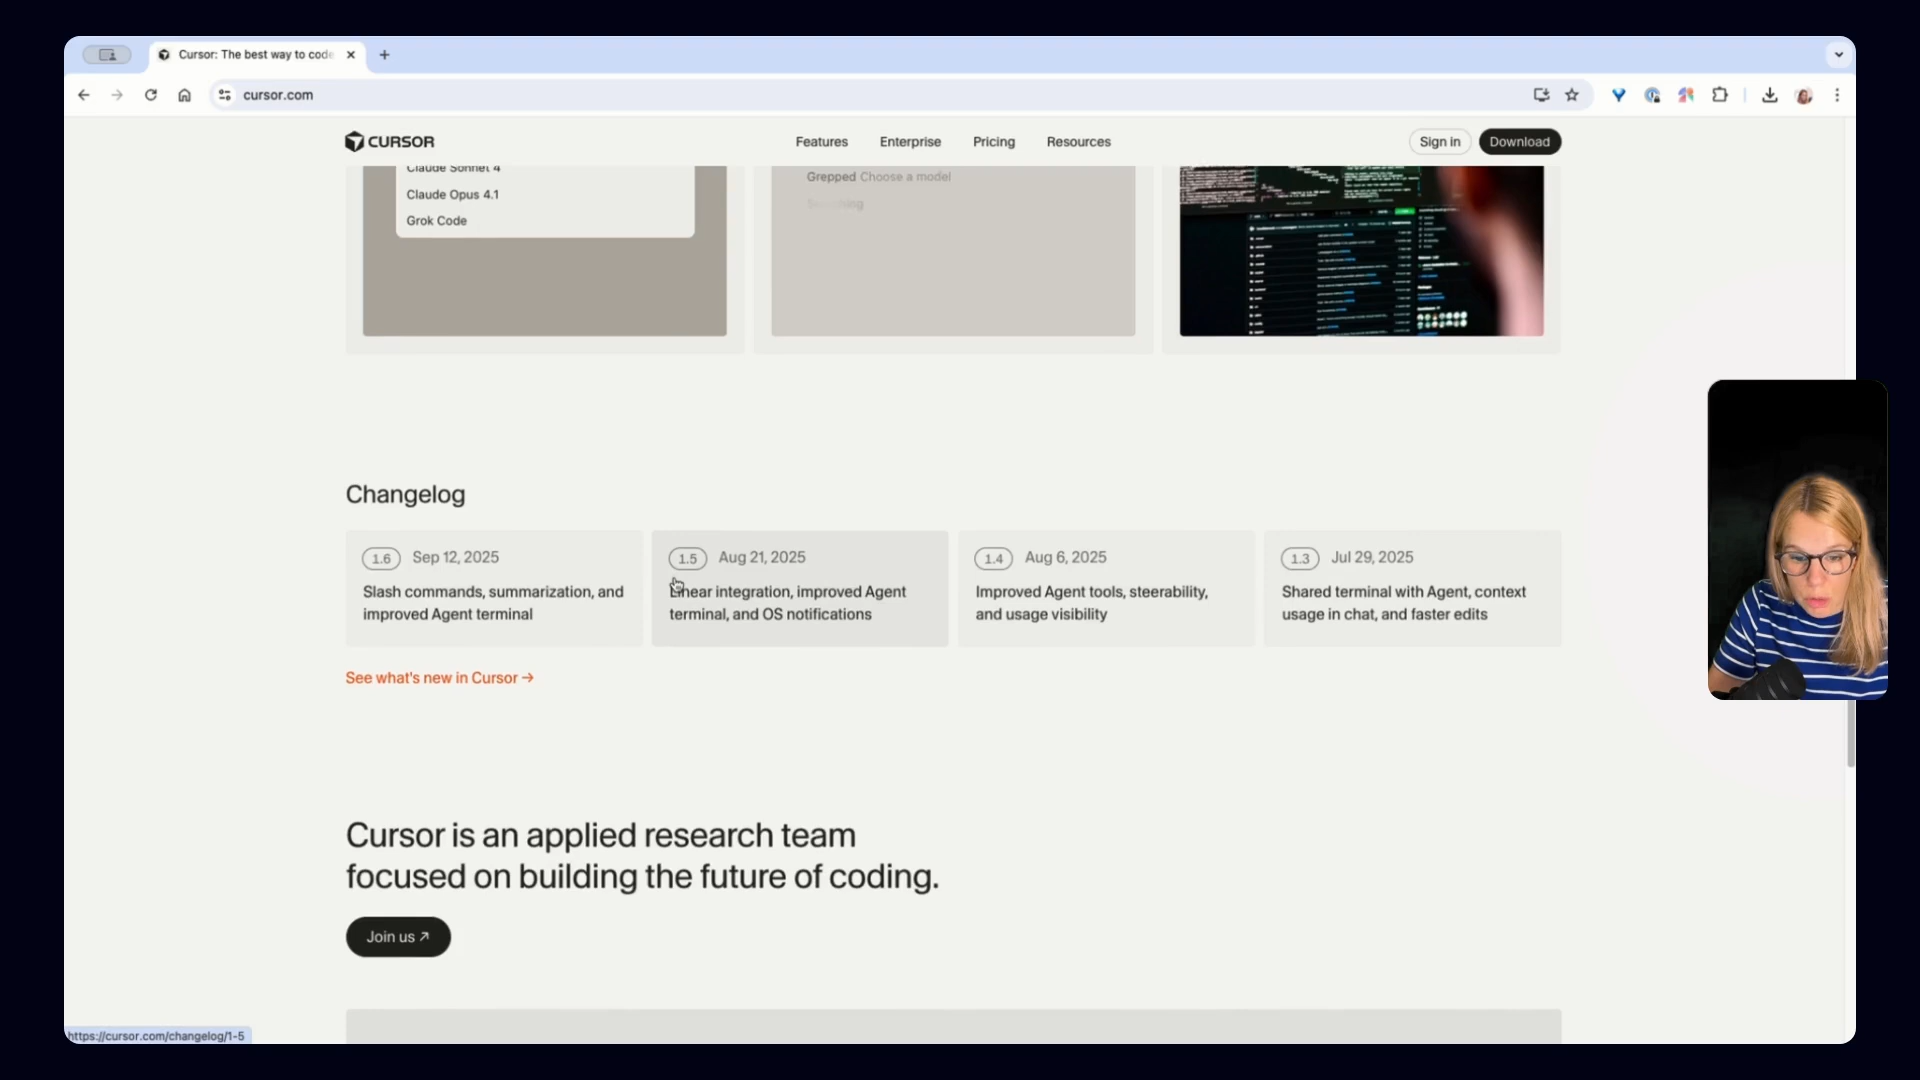 Cursor: The best way to code
cursor.com
CURSOR
Features
Enterprise
Pricing
Resources
Sign in
Download
Claude Sonnet 4
Claude Opus 4.1
Grok Code
Grepped Choose a model
Changelog
1.6 Sep 12, 2025
Slash commands, summarization, and
improved Agent terminal
1.5 Aug 21, 2025
Linear integration, improved Agent
terminal, and OS notifications
1.4 Aug 6, 2025
Improved Agent tools, steerability,
and usage visibility
1.3 Jul 29, 2025
Shared terminal with Agent, context
usage in chat, and faster edits
See what's new in Cursor →
Cursor is an applied research team
focused on building the future of coding.
Join us ↗
https://cursor.com/changelog/1-5